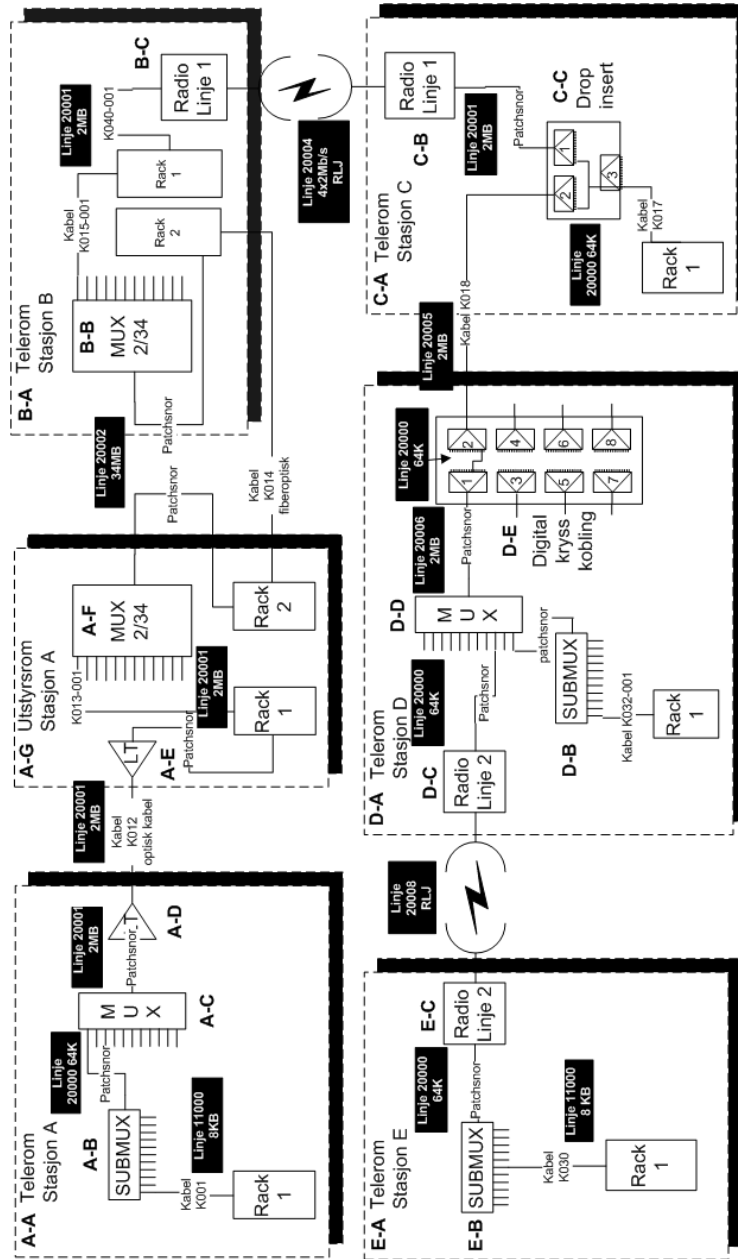 A-A Telerom
Stasjon A
A-B
SUBMUX
Kabel
K001
Rack
1
Linje 11000
8KB
Linje
20000 64K
Patchsnor
M U X
A-C
Linje 20001
2MB
Patchsnor
LT
A-D
Linje 20001
2MB
Kabel
K012
optisk kabel
A-G Utstyrsrom
Stasjon A
LT
A-E
Patchsnor
K013-001
Linje 20001
2MB
Rack
1
A-F
MUX
2/34
Rack
2
Patchsnor
Linje 20002
34MB
Patchsnor
Kabel
K014
fiberoptisk
B-A Telerom
Stasjon B
B-B
MUX
2/34
Kabel
K015-001
Rack
1
Rack
2
Linje 20001
2MB
K040-001
B-C
Radio
Linje 1
Linje 20004
4x2Mb/s
RLJ
E-A Telerom
Stasjon E
E-B
SUBMUX
Kabel
K030
Rack
1
Linje 11000
8 KB
Linje 20000
64K
Patchsnor
E-C
Radio
Linje 2
Linje
20008
RLJ
D-A Telerom
Stasjon D
D-C
Radio
Linje 2
Linje 20000
64K
Patchsnor
D-D
M U X
patchsnor
D-B
SUBMUX
Kabel K032-001
Rack
1
Linje 20006
2MB
Patchsnor
Linje 20000
64K
D-E
Digital
kryss
kobling
1
2
3
4
5
6
7
8
Linje 20005
2MB
Kabel K018
C-A Telerom
Stasjon C
C-B
Radio
Linje 1
Linje 20001
2MB
Patchsnor
C-C
Drop
insert
1
2
3
Linje
20000 64K
Kabel
K017
Rack
1